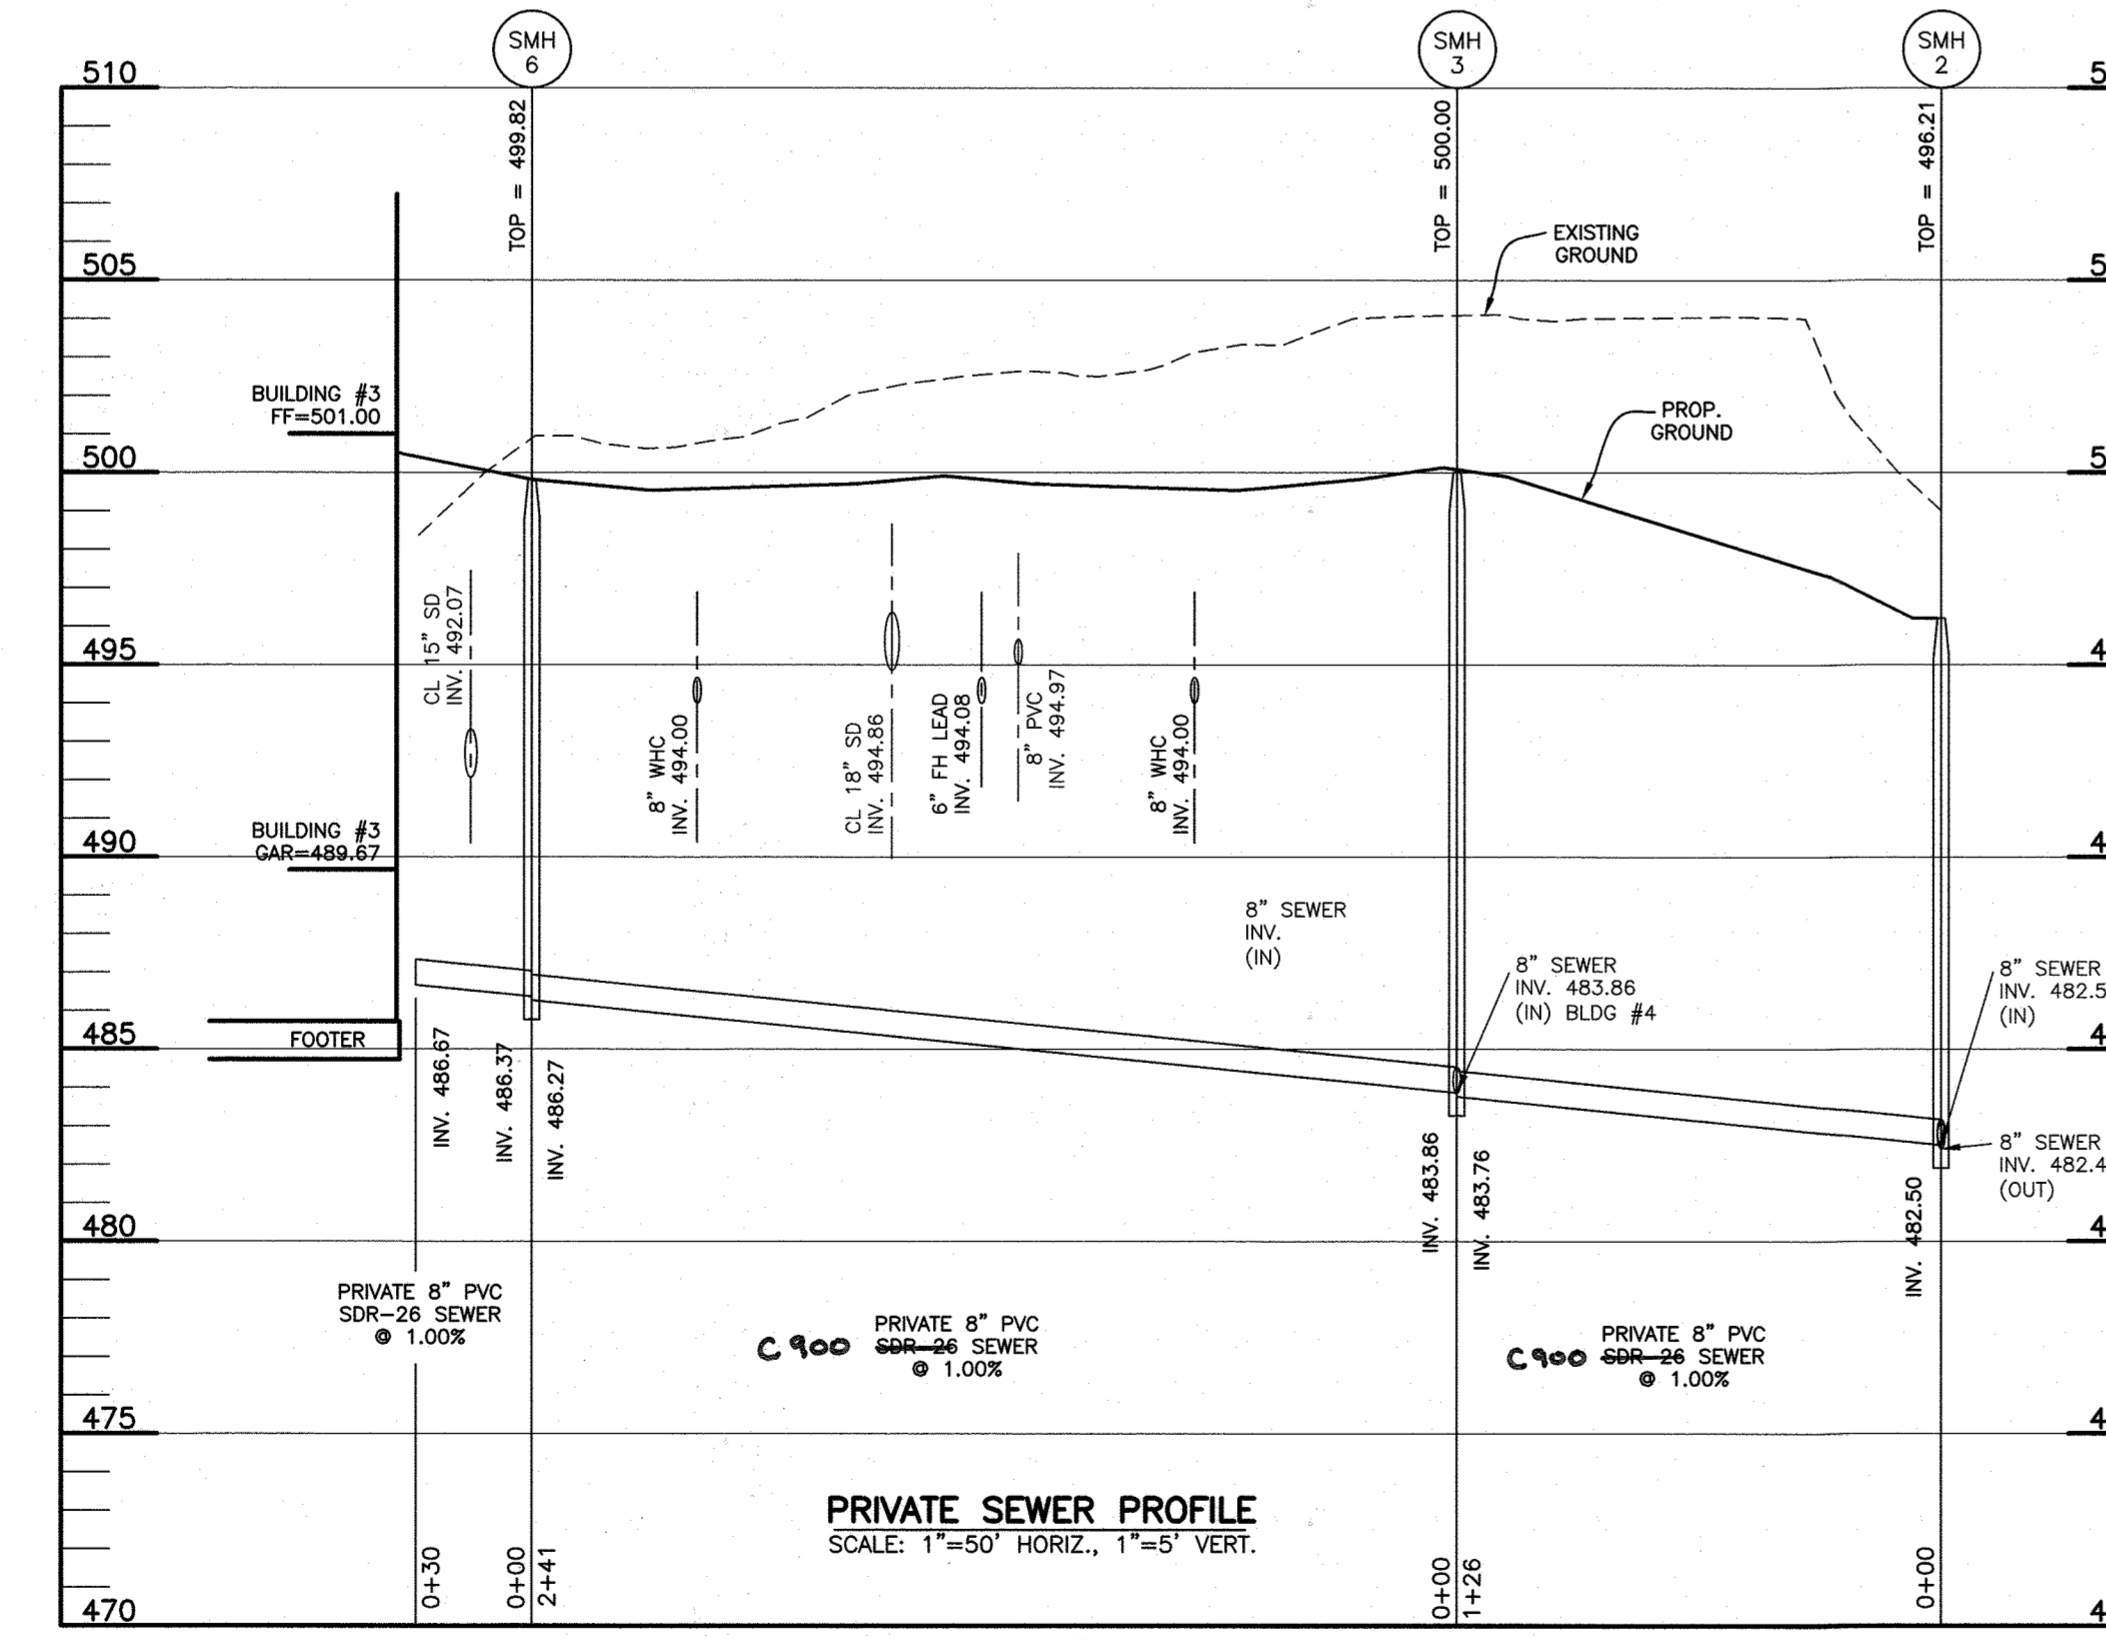 SMH
6
SMH
3
SMH
2
510
505
500
495
490
485
480
475
470
TOP = 499.82
TOP = 500.00
TOP = 496.21
EXISTING
GROUND
PROP.
GROUND
BUILDING #3
FF=501.00
CL 15" SD
INV. 492.07
8" WHC
INV. 494.00
CL 18" SD
INV. 494.86
6" FH LEAD
INV. 494.08
8" PVC
INV. 494.97
8" WHC
INV. 494.00
BUILDING #3
GAR=489.67
FOOTER
8" SEWER
INV.
(IN)
8" SEWER
INV. 483.86
(IN) BLDG #4
8" SEWER
INV. 482.5
(IN)
8" SEWER
INV. 482.4
(OUT)
INV. 486.67
INV. 486.37
INV. 486.27
INV. 483.86
INV. 483.76
INV. 482.50
PRIVATE 8" PVC
SDR-26 SEWER
@ 1.00%
PRIVATE 8" PVC
C900 SDR-26 SEWER
@ 1.00%
PRIVATE 8" PVC
C900 SDR-26 SEWER
@ 1.00%
PRIVATE SEWER PROFILE
SCALE: 1"=50' HORIZ., 1"=5' VERT.
0+30
0+00
2+41
0+00
1+26
0+00